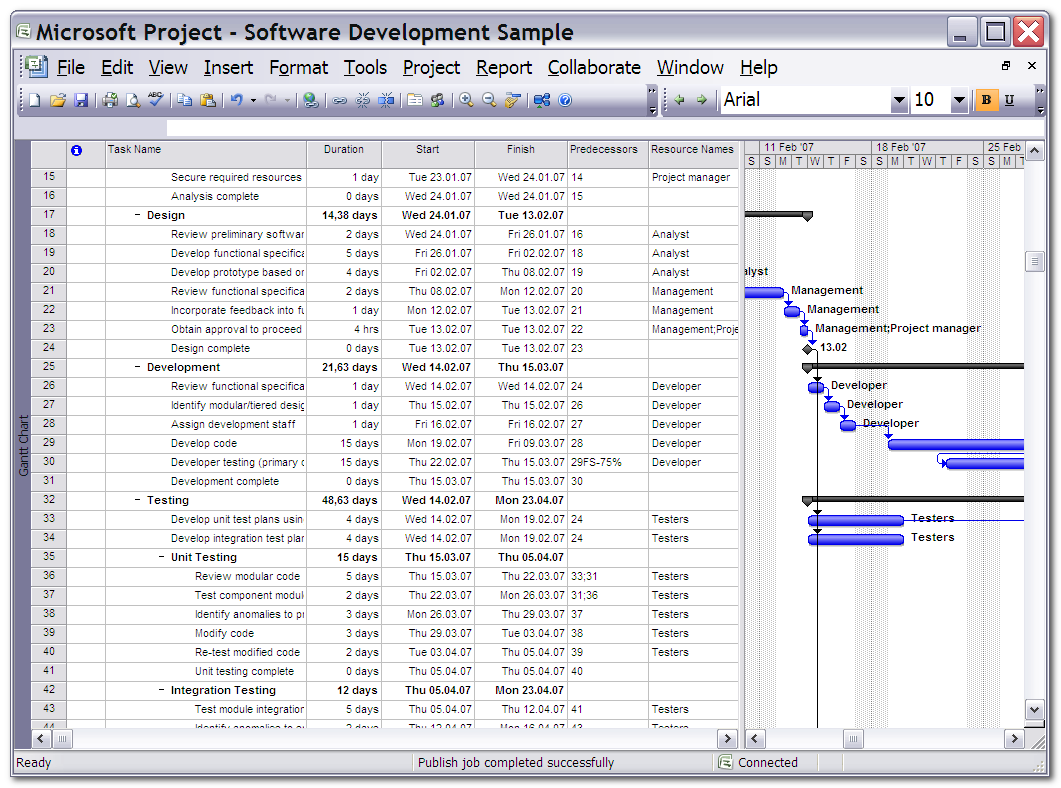 Microsoft Project - Software Development Sample
File Edit View Insert Format Tools Project Report Collaborate Window Help
Arial 10 B U
Task Name Duration Start Finish Predecessors Resource Names 11 Feb '07 18 Feb '07 25 Feb
S S M T W T F S S M T W T F S S M T
15 Secure required resources 1 day Tue 23.01.07 Wed 24.01.07 14 Project manager
16 Analysis complete 0 days Wed 24.01.07 Wed 24.01.07 15
17 − Design 14,38 days Wed 24.01.07 Tue 13.02.07
18 Review preliminary softwar 2 days Wed 24.01.07 Fri 26.01.07 16 Analyst
19 Develop functional specifica 5 days Fri 26.01.07 Fri 02.02.07 18 Analyst
20 Develop prototype based or 4 days Fri 02.02.07 Thu 08.02.07 19 Analyst alyst
21 Review functional specifica 2 days Thu 08.02.07 Mon 12.02.07 20 Management Management
22 Incorporate feedback into fu 1 day Mon 12.02.07 Tue 13.02.07 21 Management Management
23 Obtain approval to proceed 4 hrs Tue 13.02.07 Tue 13.02.07 22 Management;Proje Management;Project manager
24 Design complete 0 days Tue 13.02.07 Tue 13.02.07 23 13.02
25 − Development 21,63 days Wed 14.02.07 Thu 15.03.07
26 Review functional specifica 1 day Wed 14.02.07 Wed 14.02.07 24 Developer Developer
27 Identify modular/tiered desig 1 day Thu 15.02.07 Thu 15.02.07 26 Developer Developer
28 Assign development staff 1 day Fri 16.02.07 Fri 16.02.07 27 Developer Developer
29 Develop code 15 days Mon 19.02.07 Fri 09.03.07 28 Developer
30 Developer testing (primary d 15 days Thu 22.02.07 Thu 15.03.07 29FS-75% Developer
31 Development complete 0 days Thu 15.03.07 Thu 15.03.07 30
32 − Testing 48,63 days Wed 14.02.07 Mon 23.04.07
33 Develop unit test plans usin 4 days Wed 14.02.07 Mon 19.02.07 24 Testers Testers
34 Develop integration test plar 4 days Wed 14.02.07 Mon 19.02.07 24 Testers Testers
35 − Unit Testing 15 days Thu 15.03.07 Thu 05.04.07
36 Review modular code 5 days Thu 15.03.07 Thu 22.03.07 33;31 Testers
37 Test component modul 2 days Thu 22.03.07 Mon 26.03.07 31;36 Testers
38 Identify anomalies to pr 3 days Mon 26.03.07 Thu 29.03.07 37 Testers
39 Modify code 3 days Thu 29.03.07 Tue 03.04.07 38 Testers
40 Re-test modified code 2 days Tue 03.04.07 Thu 05.04.07 39 Testers
41 Unit testing complete 0 days Thu 05.04.07 Thu 05.04.07 40
42 − Integration Testing 12 days Thu 05.04.07 Mon 23.04.07
43 Test module integration 5 days Thu 05.04.07 Thu 12.04.07 41 Testers
Gantt Chart
Ready Publish job completed successfully Connected